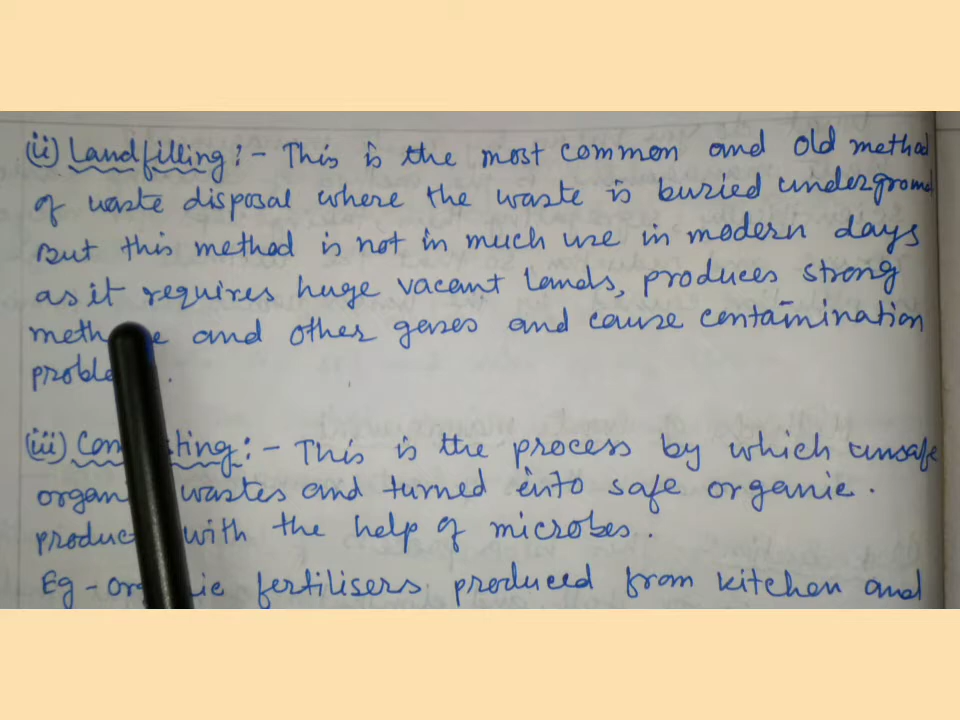 (ii) Landfilling :- This is the most common and old method
of waste disposal where the waste is buried underground
But this method is not in much use in modern days
as it requires huge vacant lands, produces strong
and other gases and cause contamination
(iii) :- This is the process by which unsafe
wastes and turned into safe organic.
with the help of microbes.
Eg - fertilisers produced from kitchen and